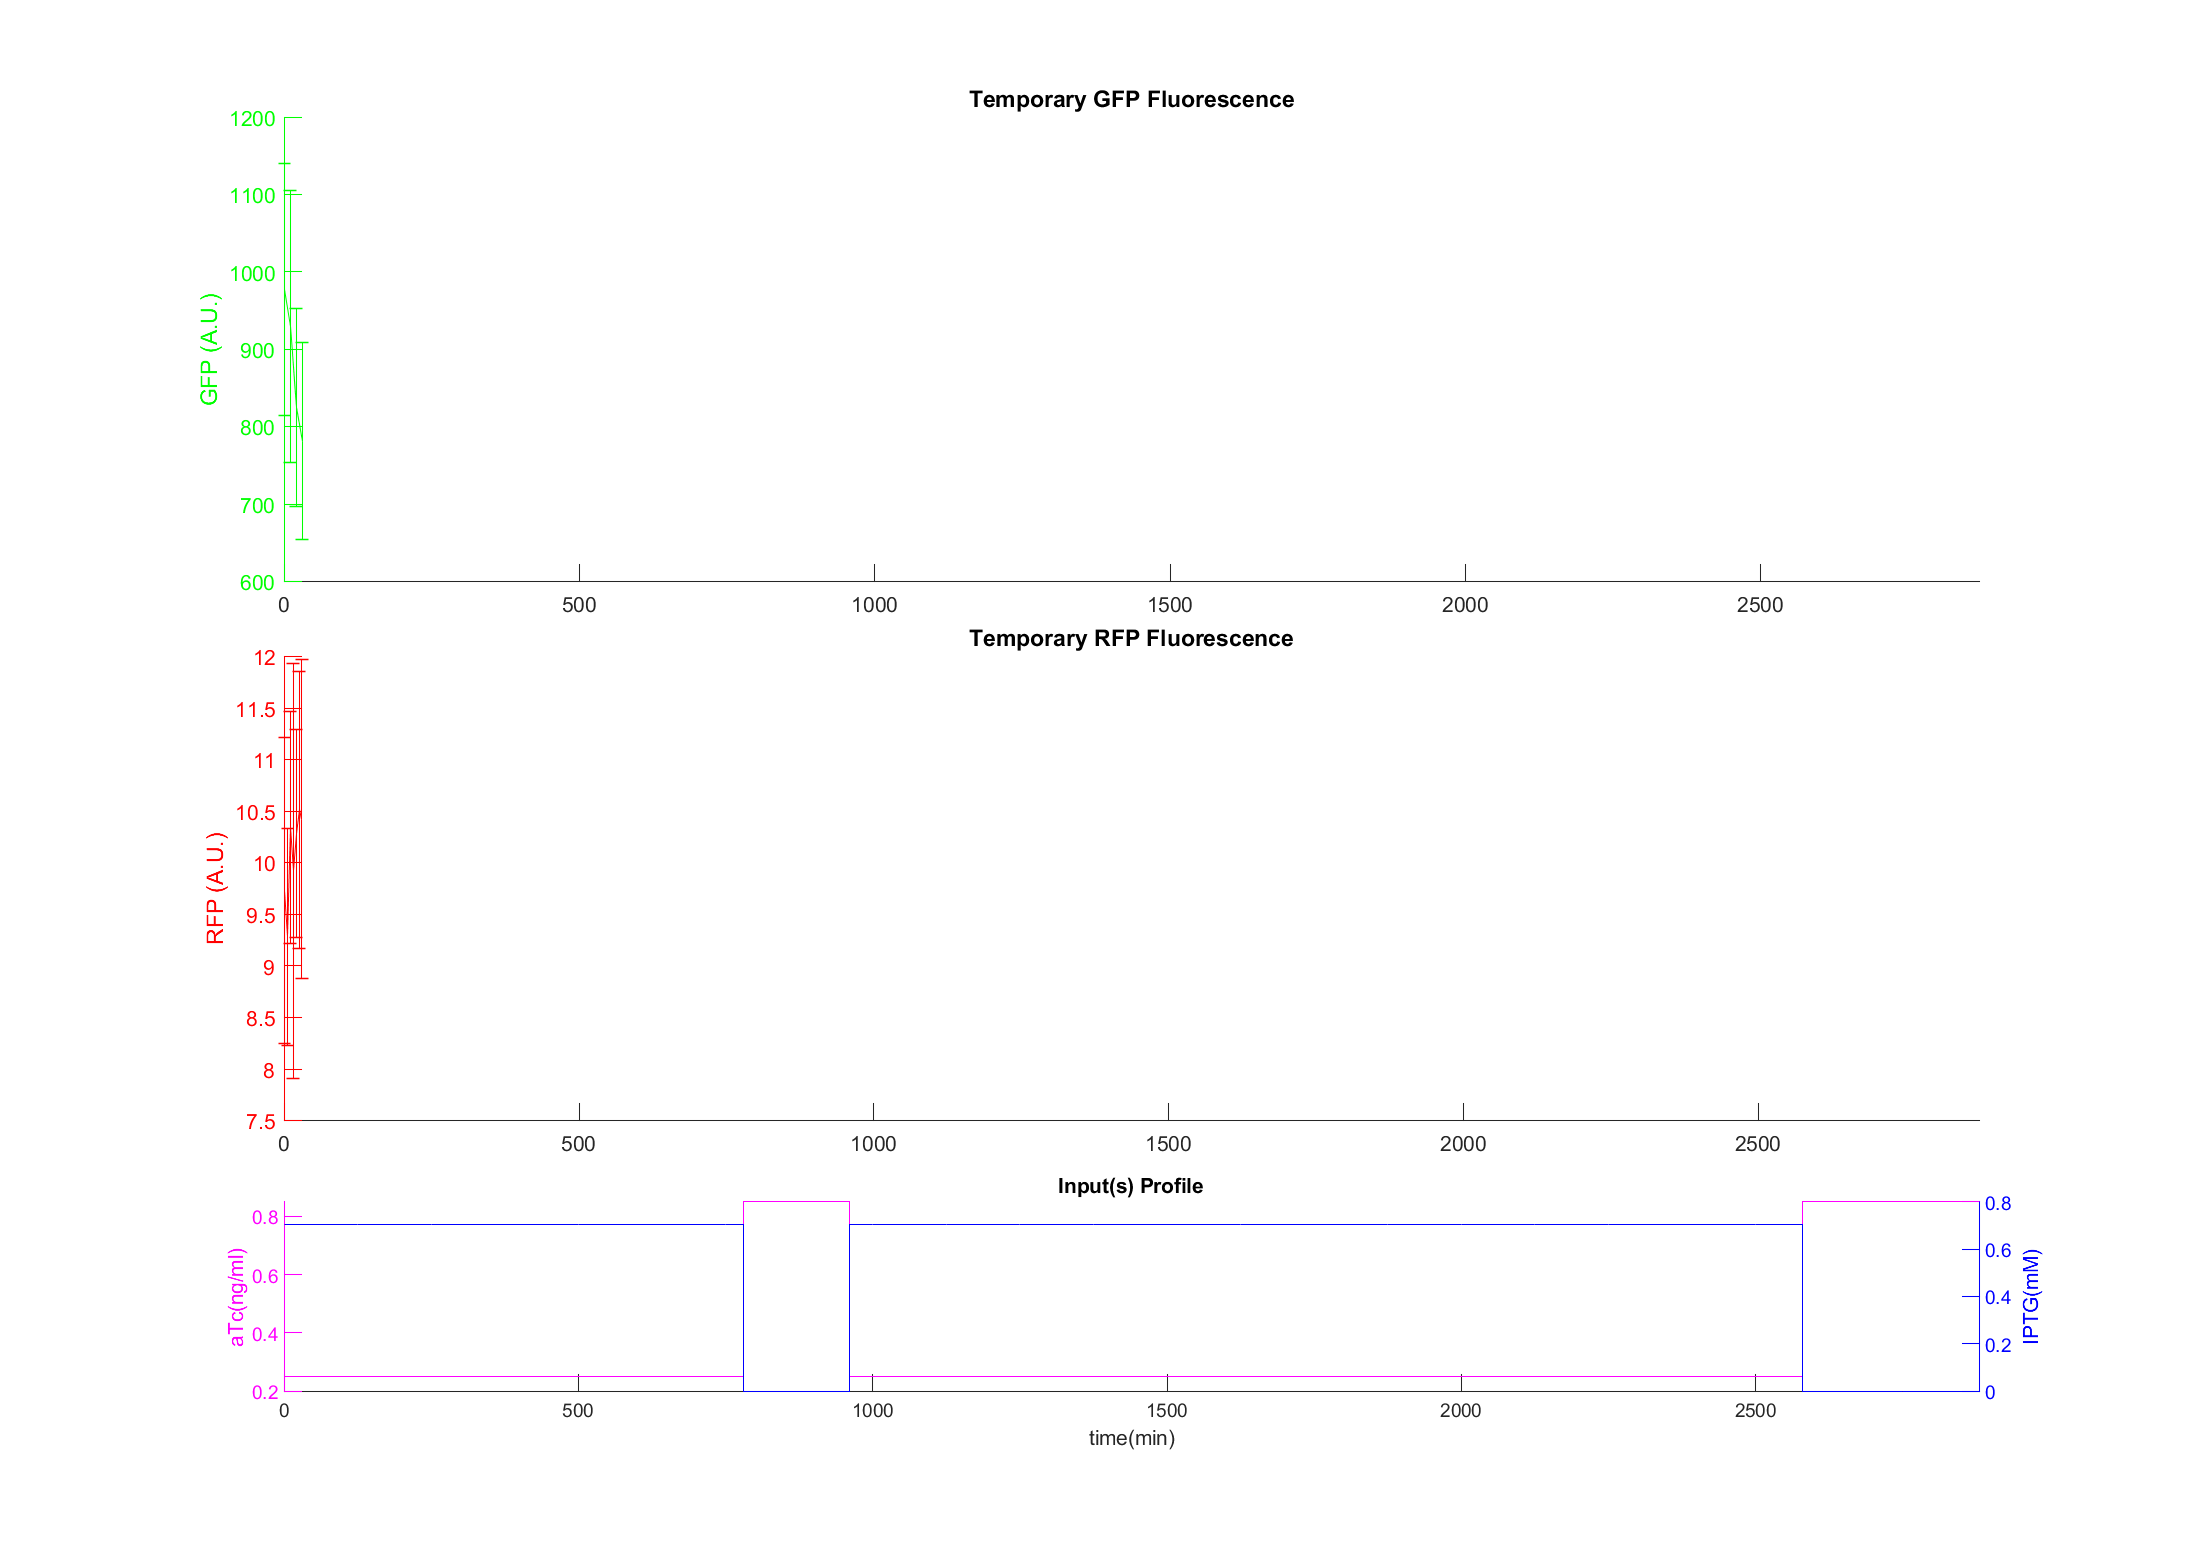 Temporary GFP Fluorescence
GFP (A.U.)
1200
1100
1000
900
800
700
600
0 500 1000 1500 2000 2500
Temporary RFP Fluorescence
RFP (A.U.)
12
11.5
11
10.5
10
9.5
9
8.5
8
7.5
0 500 1000 1500 2000 2500
Input(s) Profile
aTc(ng/ml)
0.8
0.6
0.4
0.2
0.8
0.6
0.4
0.2
0
IPTG(mM)
0 500 1000 1500 2000 2500
time(min)